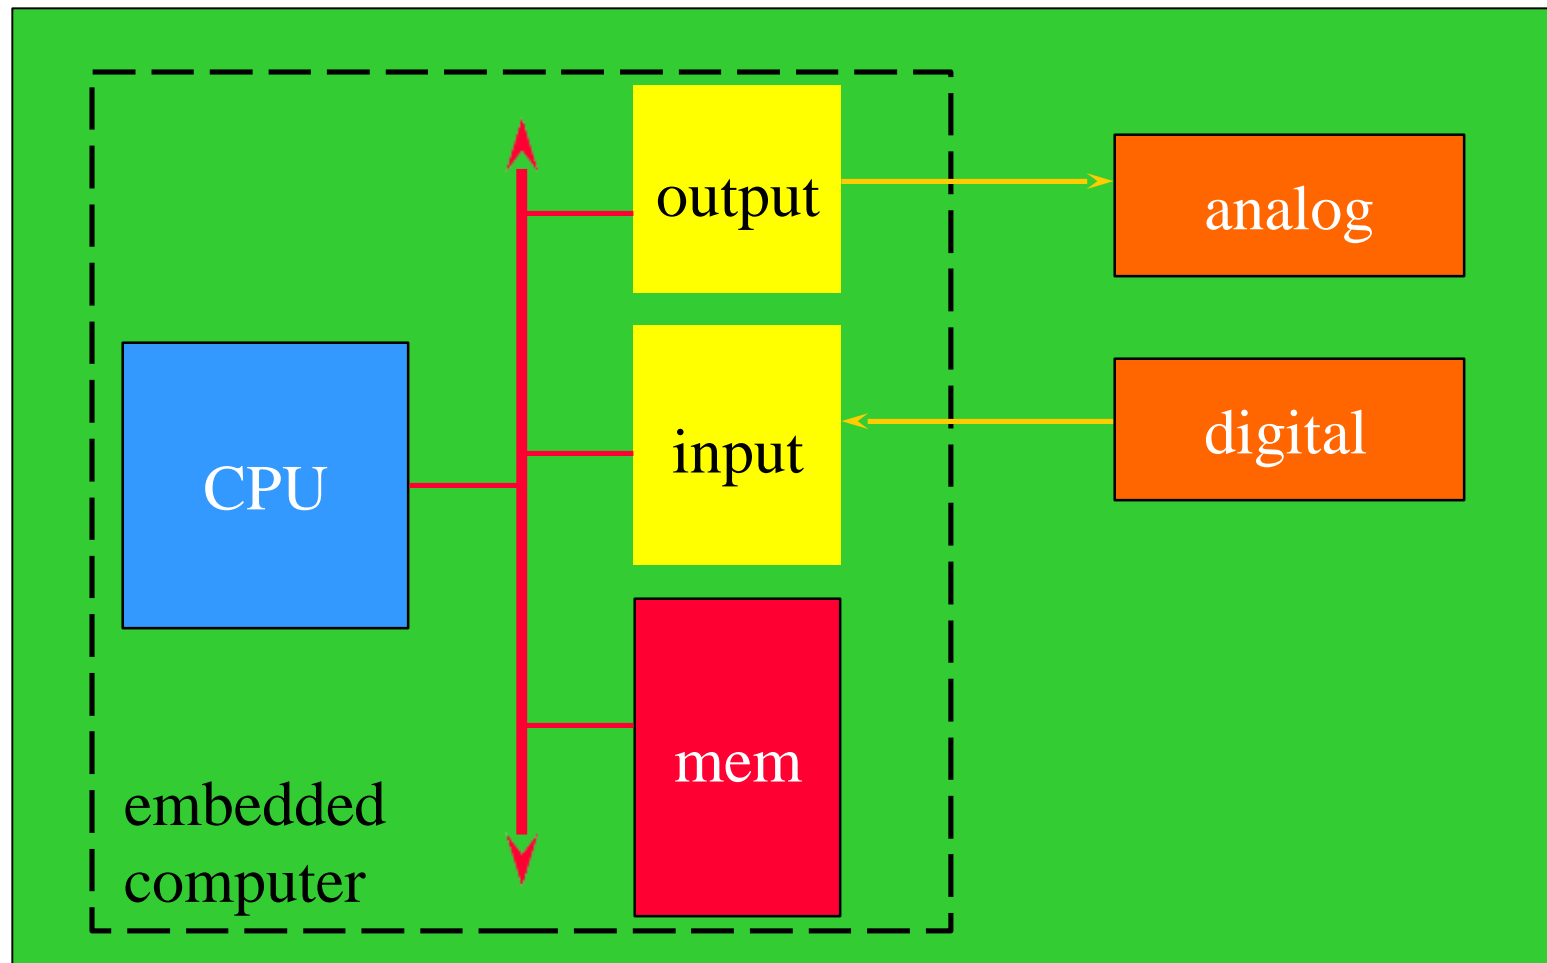 output
analog
input
digital
CPU
mem
embedded
computer